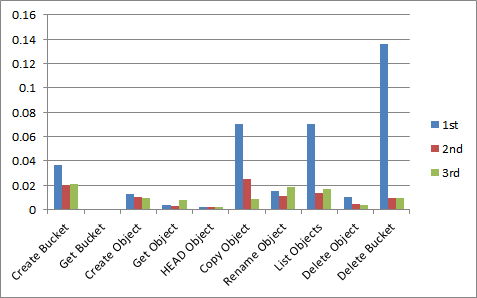 0.16
0.14
0.12
0.1
0.08
0.06
0.04
0.02
0
1st
2nd
3rd
Create Bucket
Get Bucket
Create Object
Get Object
HEAD Object
Copy Object
Rename Object
List Objects
Delete Object
Delete Bucket